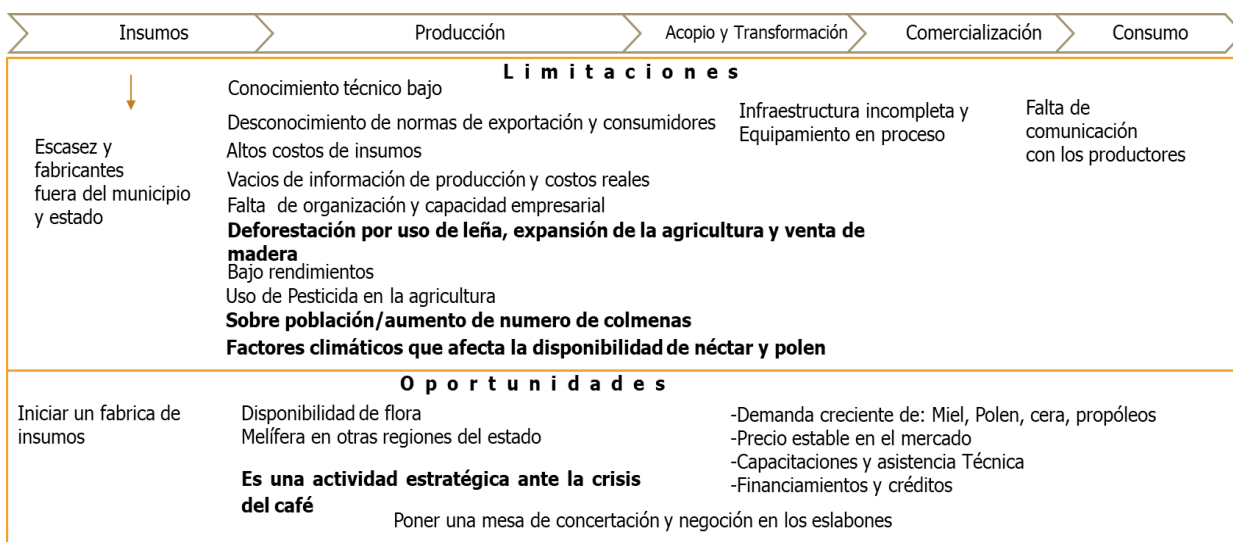 Insumos
Producción
Acopio y Transformación
Comercialización
Consumo
Limitaciones
Escasez y
fabricantes
fuera del municipio
y estado
Conocimiento técnico bajo
Desconocimiento de normas de exportación y consumidores
Altos costos de insumos
Vacios de información de producción y costos reales
Falta de organización y capacidad empresarial
Deforestación por uso de leña, expansión de la agricultura y venta de
madera
Bajo rendimientos
Uso de Pesticida en la agricultura
Sobre población/aumento de numero de colmenas
Factores climáticos que afecta la disponibilidad de néctar y polen
Infraestructura incompleta y
Equipamiento en proceso
Falta de
comunicación
con los productores
Oportunidades
Iniciar un fabrica de
insumos
Disponibilidad de flora
Melífera en otras regiones del estado
Es una actividad estratégica ante la crisis
del café
-Demanda creciente de: Miel, Polen, cera, propóleos
-Precio estable en el mercado
-Capacitaciones y asistencia Técnica
-Financiamientos y créditos
Poner una mesa de concertación y negoción en los eslabones